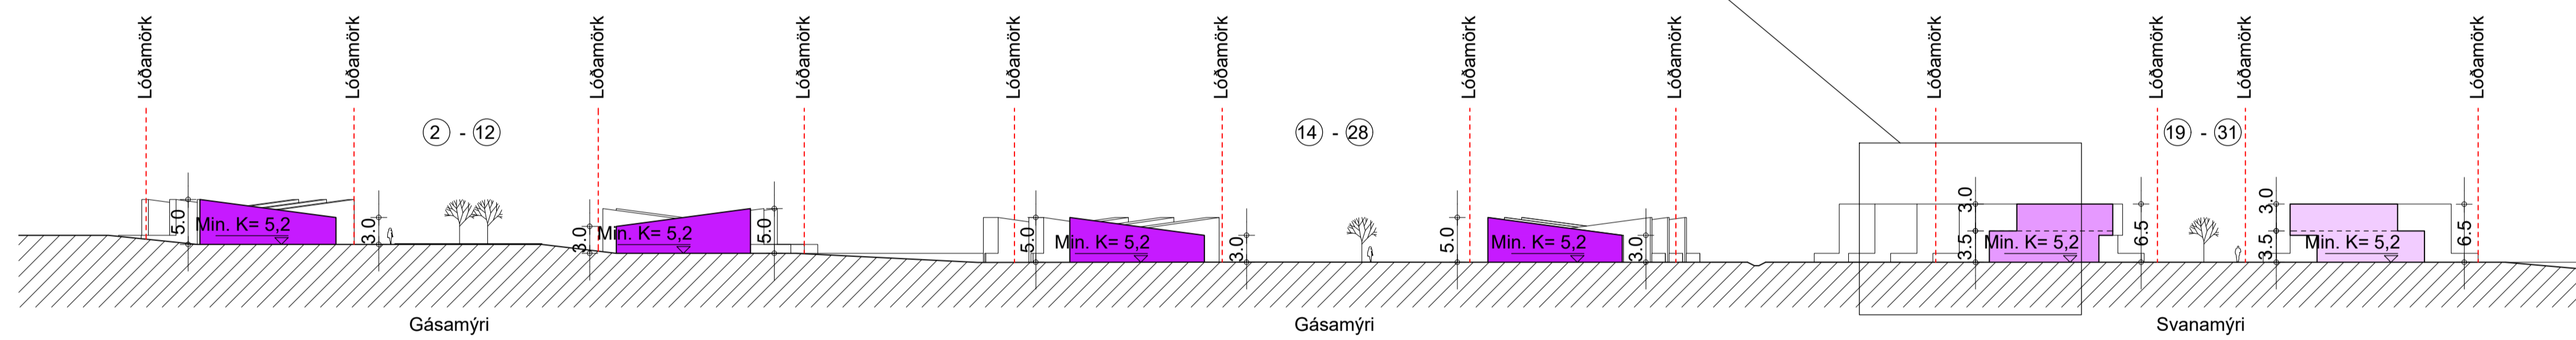 Lóðamörk
Lóðamörk
Lóðamörk
Lóðamörk
Lóðamörk
Lóðamörk
Lóðamörk
Lóðamörk
Lóðamörk
Lóðamörk
Lóðamörk
Lóðamörk
2 - 12
14 - 28
19 - 31
5.0
Min. K= 5,2
3.0
3.0
Min. K= 5,2
5.0
5.0
Min. K= 5,2
3.0
5.0
Min. K= 5,2
3.0
3.0
3.5
Min. K= 5,2
6.5
3.0
3.5
Min. K= 5,2
6.5
Gásamýri
Gásamýri
Svanamýri